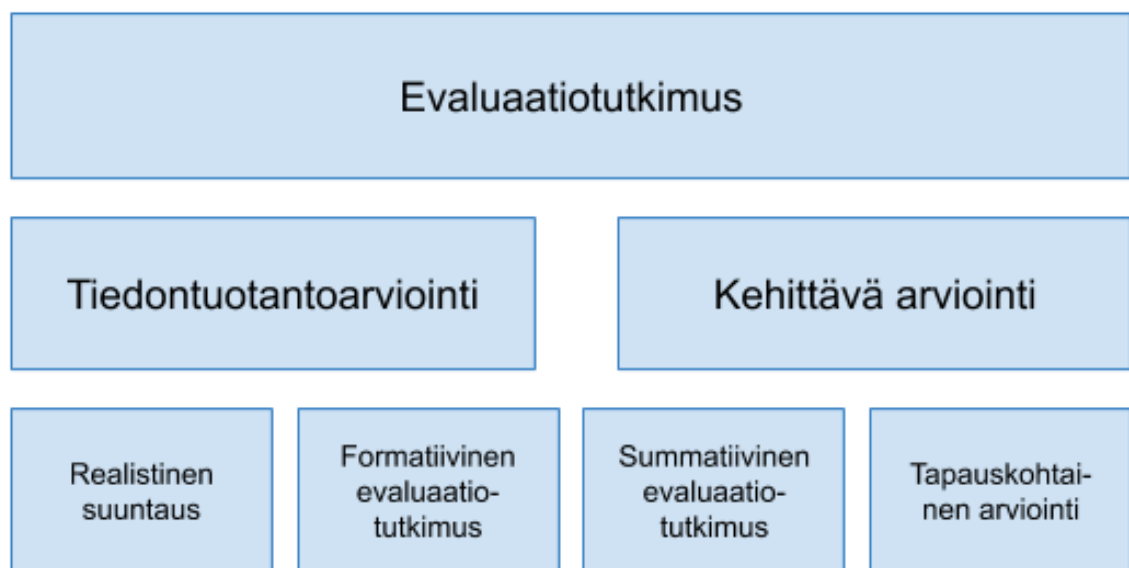 Evaluaatiotutkimus
Tiedontuotantoarviointi
Kehittävä arviointi
Realistinen
suuntaus
Formatiivinen
evaluaatio-
tutkimus
Summatiivinen
evaluaatio-
tutkimus
Tapauskohtai-
nen arviointi